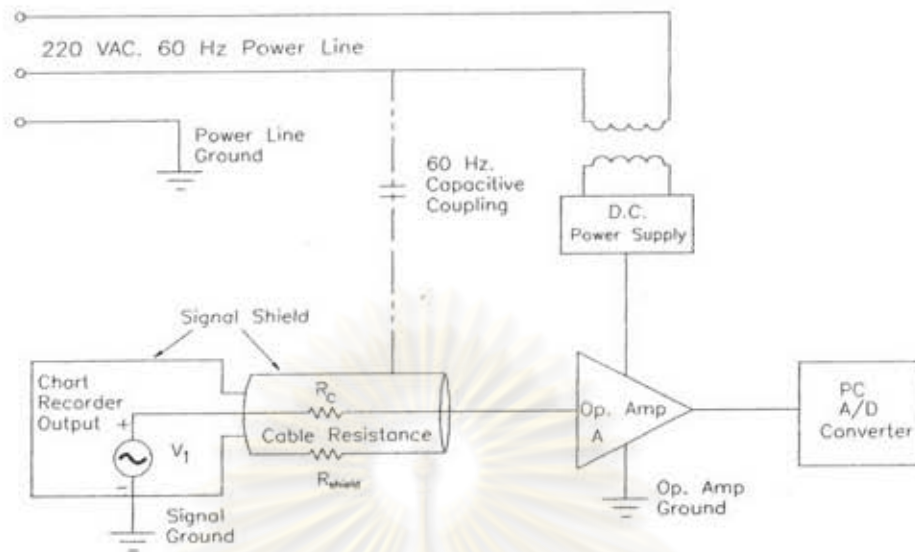 220 VAC. 60 Hz Power Line
Power Line
Ground
60 Hz.
Capacitive
Coupling
D.C.
Power Supply
Signal Shield
Chart
Recorder
Output
+
V1
-
RC
Cable Resistance
Rshield
Signal
Ground
Op. Amp
A
Op. Amp
Ground
PC
A/D
Converter